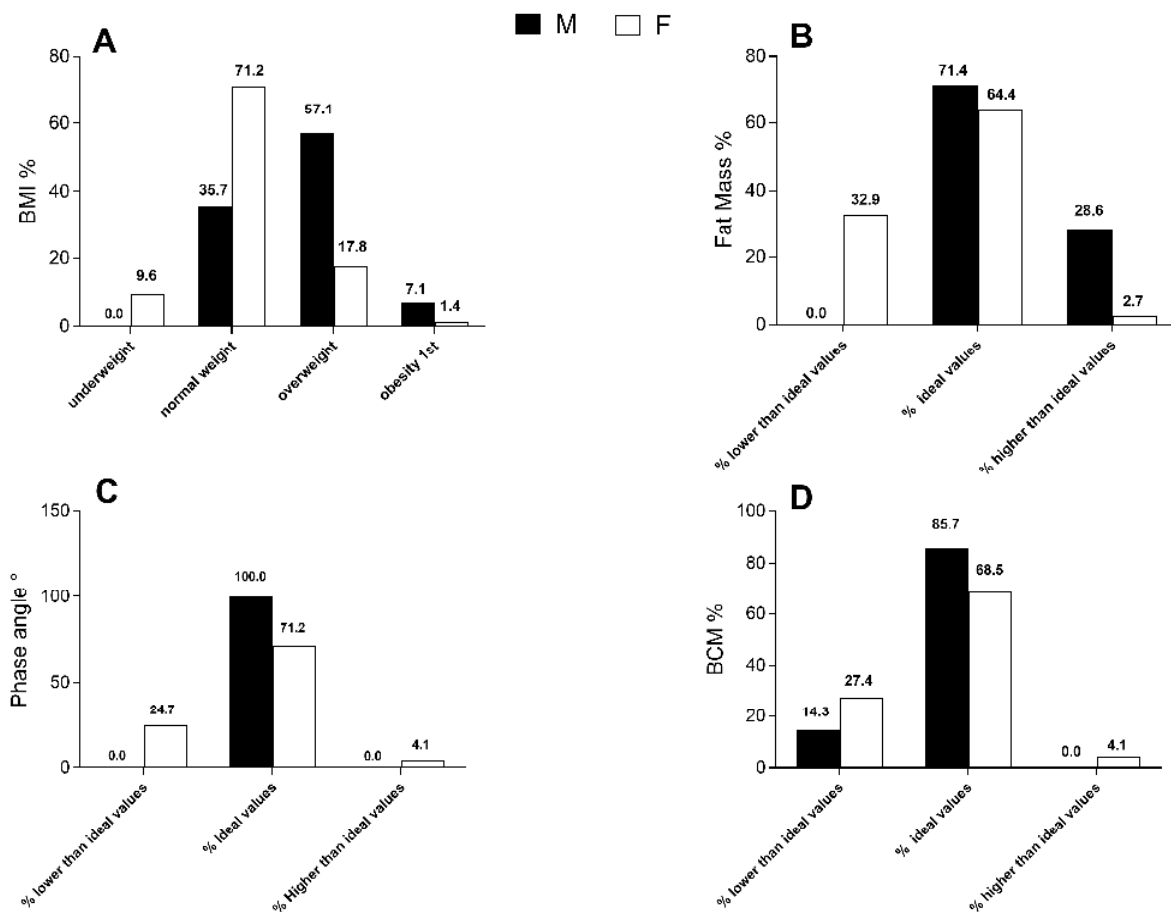 M F
A
BMI %
80
60
40
20
0
0.0
9.6
35.7
71.2
57.1
17.8
7.1
1.4
underweight
normal weight
overweight
obesity 1st
B
Fat Mass %
80
60
40
20
0
0.0
32.9
71.4
64.4
28.6
2.7
% lower than ideal values
% ideal values
% higher than ideal values
C
Phase angle °
150
100
50
0
0.0
24.7
100.0
71.2
0.0
4.1
% lower than ideal values
% Ideal values
% Higher than ideal values
D
BCM %
100
80
60
40
20
0
14.3
27.4
85.7
68.5
0.0
4.1
% lower than ideal values
% ideal values
% higher than ideal values